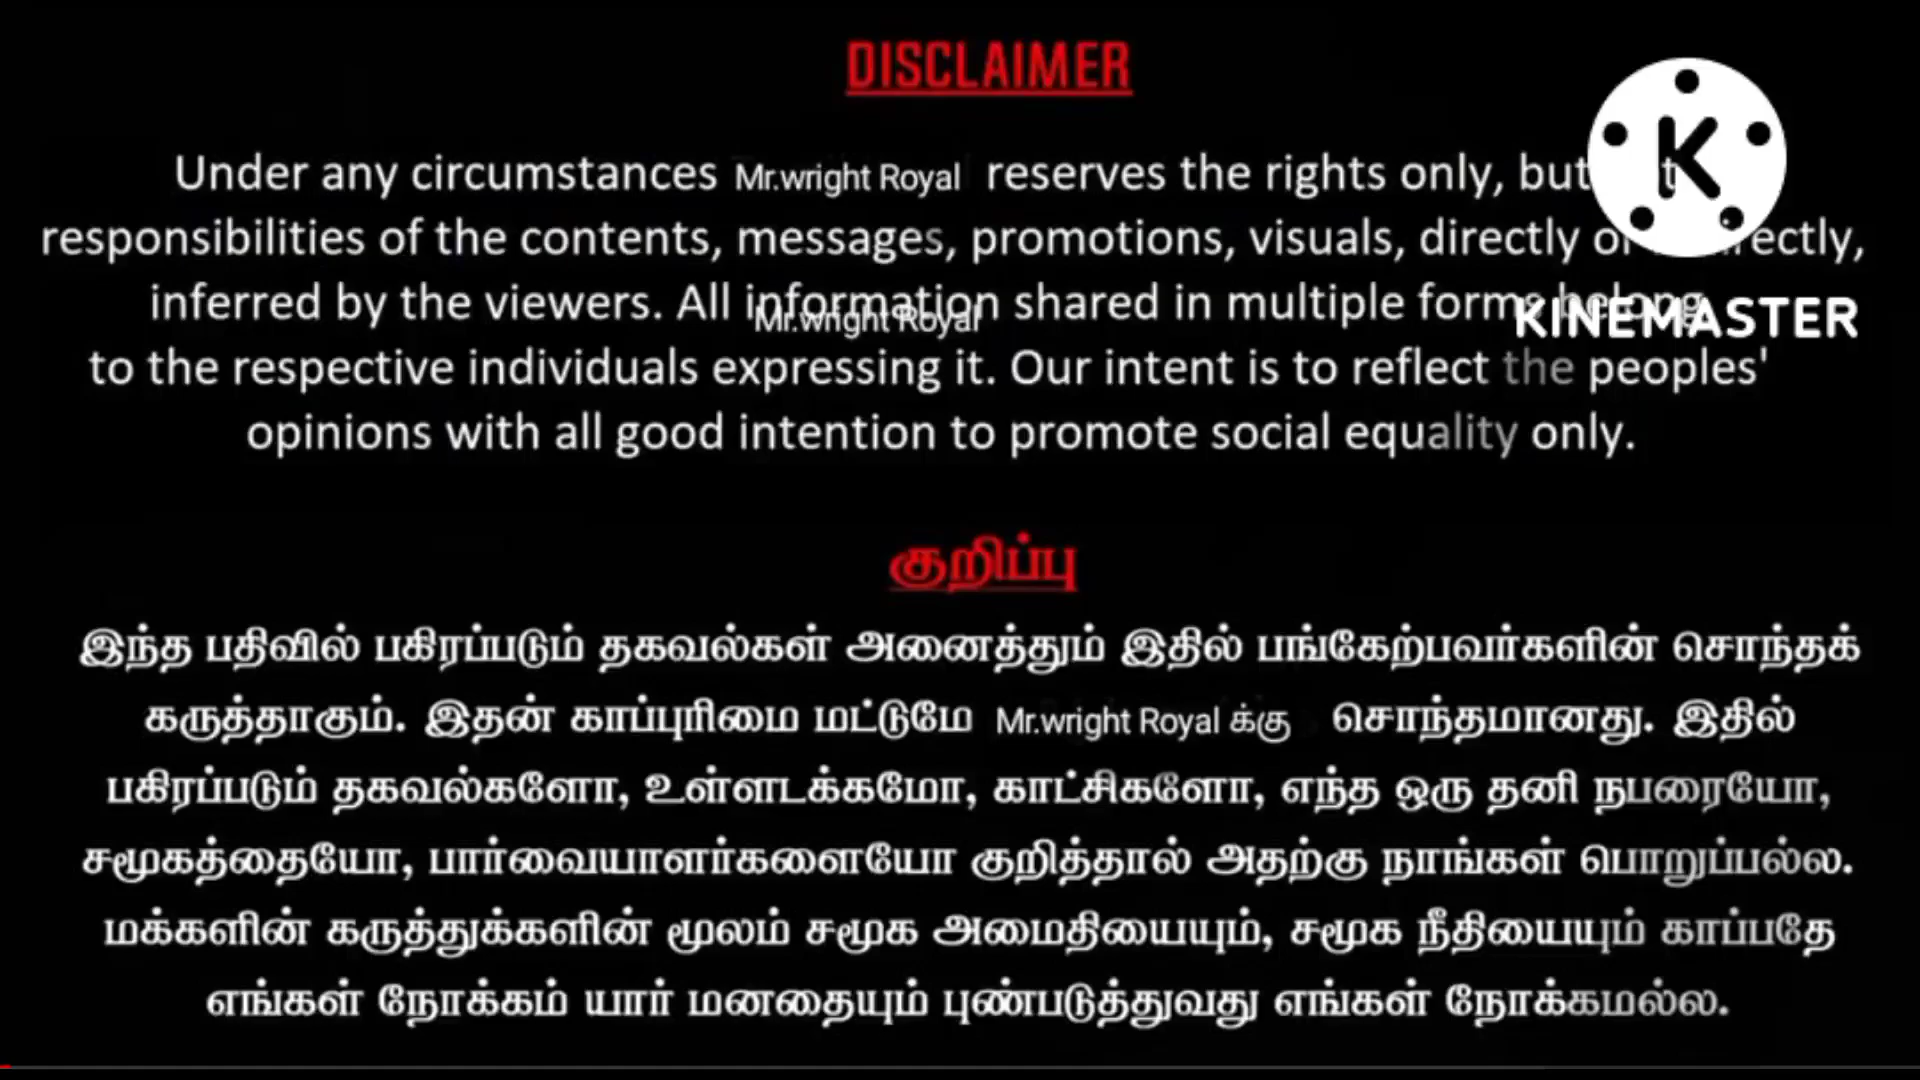 DISCLAIMER
Under any circumstances Mr.wright Royal reserves the rights only, but
responsibilities of the contents, messages, promotions, visuals, directly
inferred by the viewers. All information shared in multiple forms belong
Mr.wright Royal
to the respective individuals expressing it. Our intent is to reflect the peoples'
opinions with all good intention to promote social equality only.
K
KINEMASTER
குறிப்பு
இந்த பதிவில் பகிரப்படும் தகவல்கள் அனைத்தும் இதில் பங்கேற்பவர்களின் சொந்தக்
கருத்தாகும். இதன் காப்புரிமை மட்டுமே Mr.wright Royal க்கு சொந்தமானது. இதில்
பகிரப்படும் தகவல்களோ, உள்ளடக்கமோ, காட்சிகளோ, எந்த ஒரு தனி நபரையோ,
சமூகத்தையோ, பார்வையாளர்களையோ குறித்தால் அதற்கு நாங்கள் பொறுப்பல்ல.
மக்களின் கருத்துக்களின் மூலம் சமூக அமைதியையும், சமூக நீதியையும் காப்பதே
எங்கள் நோக்கம் யார் மனதையும் புண்படுத்துவது எங்கள் நோக்கமல்ல.